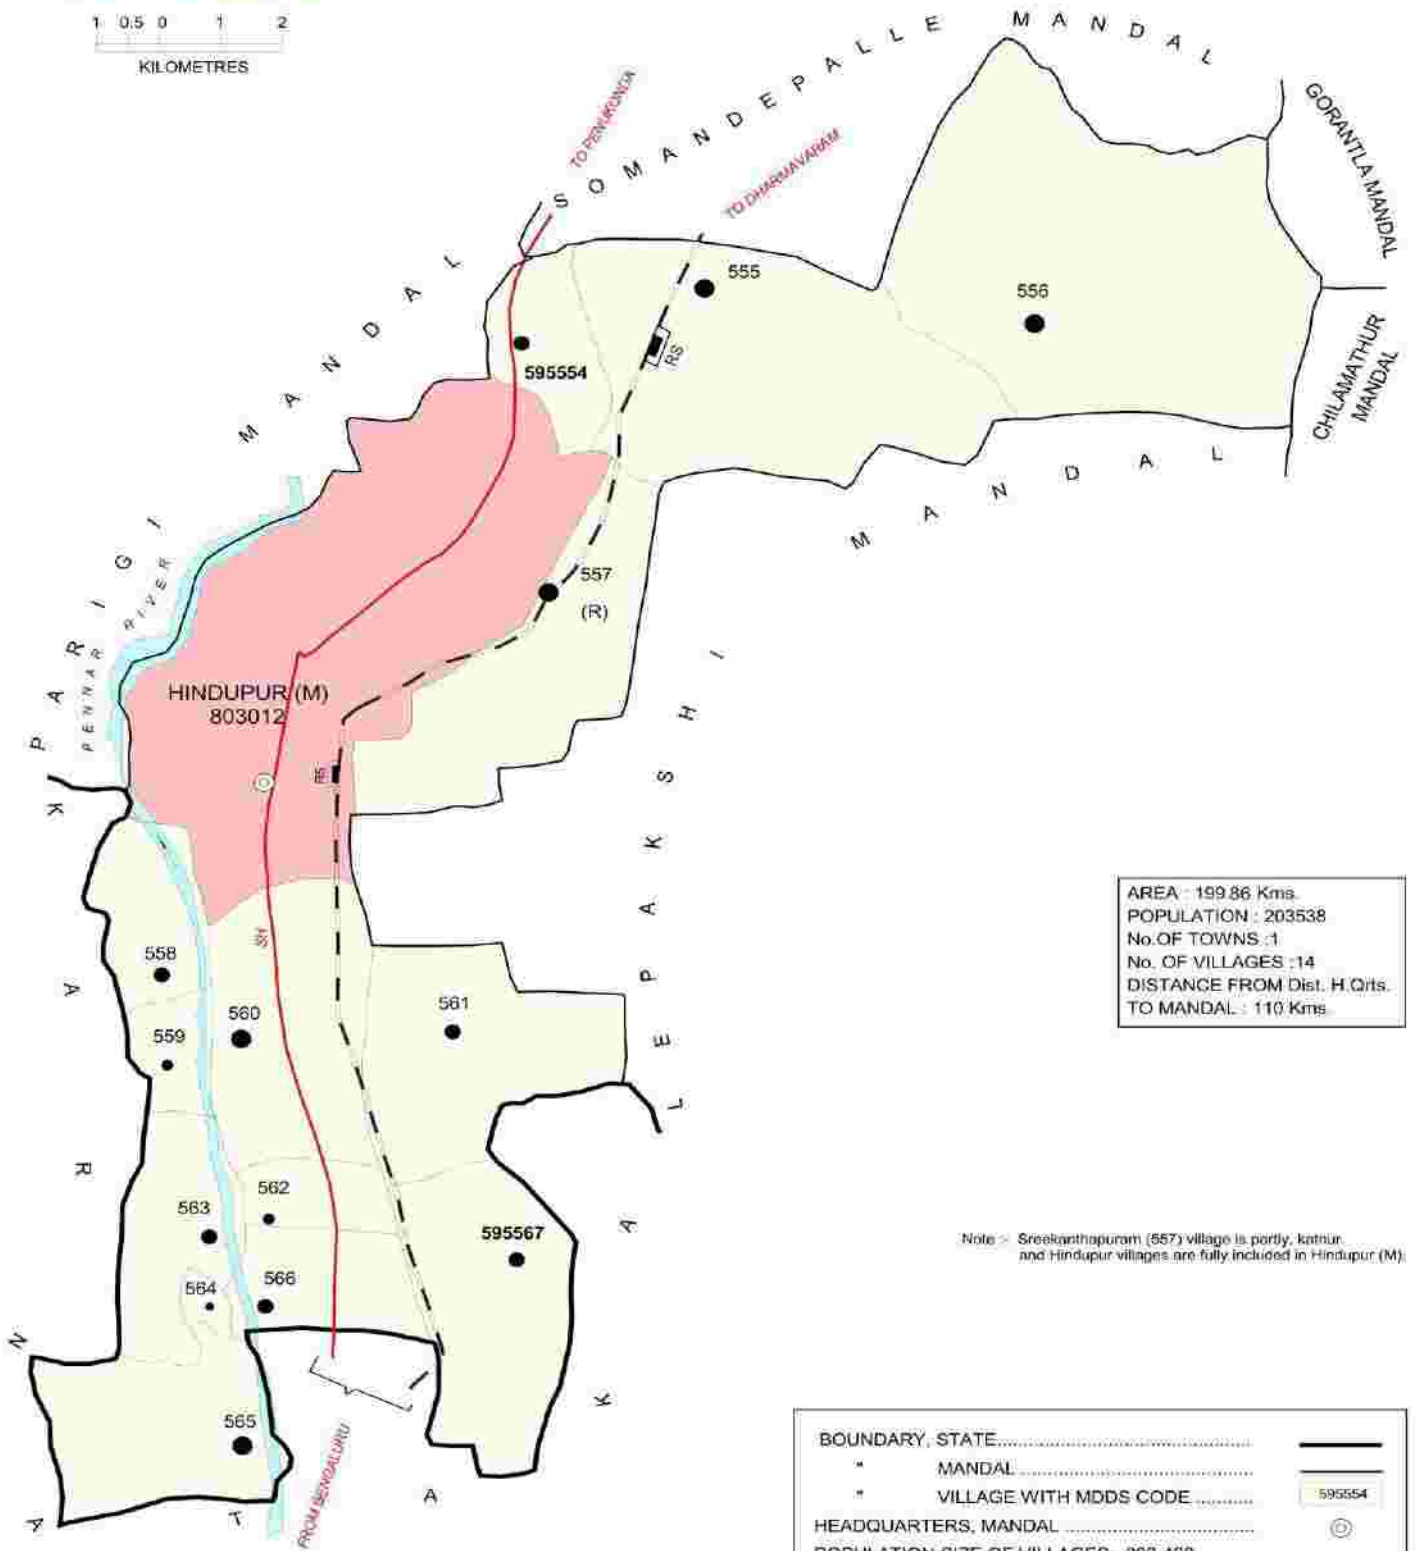 1 0.5 0 1 2
KILOMETRES
SOMANDEPALLE MANDAL
GORANTLA MANDAL
CHILAMATHUR
MANDAL
TO PENUKONDA
TO DHARMAVARAM
555
556
595554
RS
PARIGI MANDAL
PENNAR RIVER
557
(R)
HINDUPUR (M)
803012
RS
LEPAKSHI MANDAL
SH
558
559
560
561
562
563
564
566
595567
565
KARNATAKA
FROM BENGALURU
AREA : 199.86 Kms.
POPULATION : 203538
No.OF TOWNS :1
No. OF VILLAGES :14
DISTANCE FROM Dist. H.Qrts.
TO MANDAL : 110 Kms.
Note :- Sreekanthapuram (557) village is partly, katnur
and Hindupur villages are fully included in Hindupur (M).
BOUNDARY, STATE
" MANDAL
" VILLAGE WITH MDDS CODE 595554
HEADQUARTERS, MANDAL